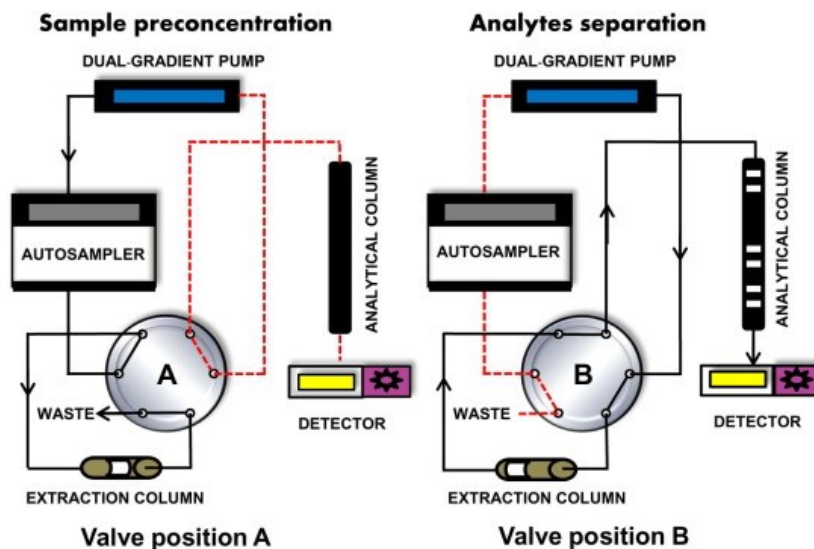 Sample preconcentration
DUAL-GRADIENT PUMP
AUTOSAMPLER
ANALYTICAL COLUMN
A
WASTE
DETECTOR
EXTRACTION COLUMN
Valve position A
Analytes separation
DUAL-GRADIENT PUMP
AUTOSAMPLER
ANALYTICAL COLUMN
B
WASTE
DETECTOR
EXTRACTION COLUMN
Valve position B